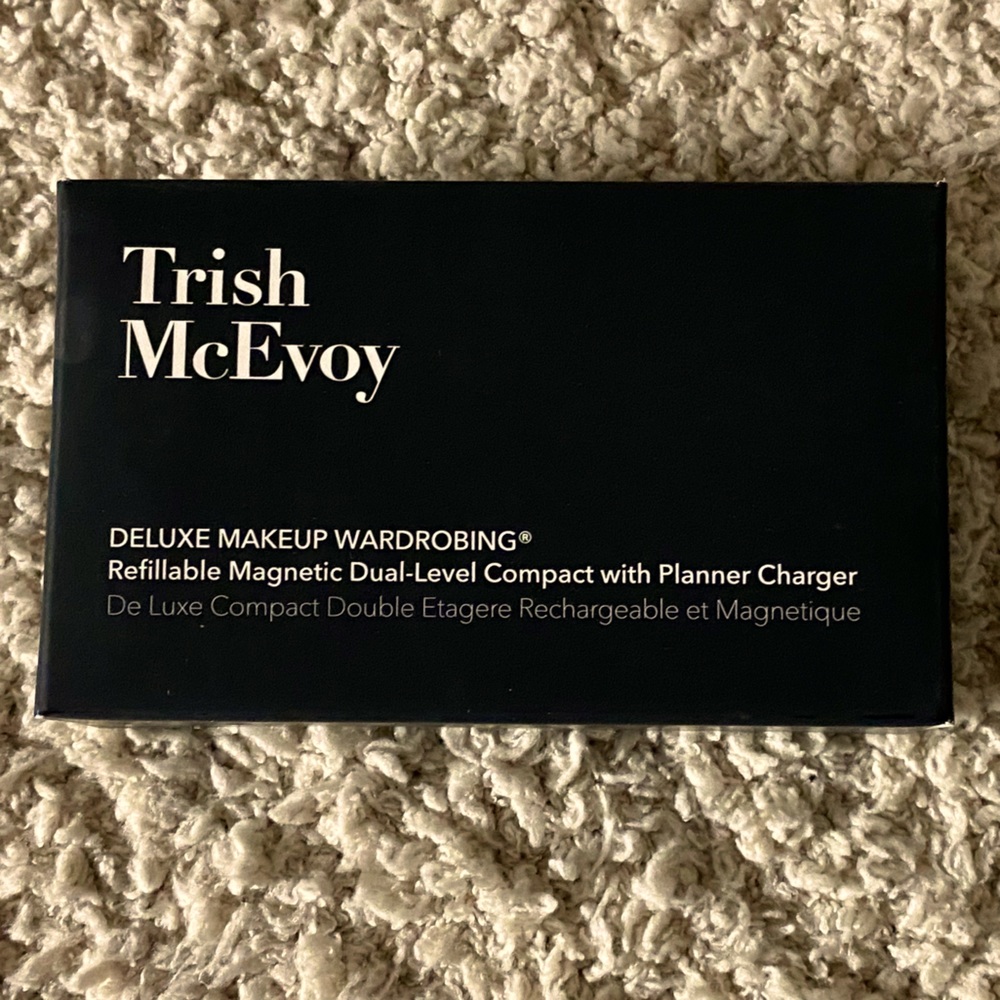 Trish
McEvoy
DELUXE MAKEUP WARDROBING®
Refillable Magnetic Dual-Level Compact with Planner Charger
De Luxe Compact Double Etagere Rechargeable et Magnetique